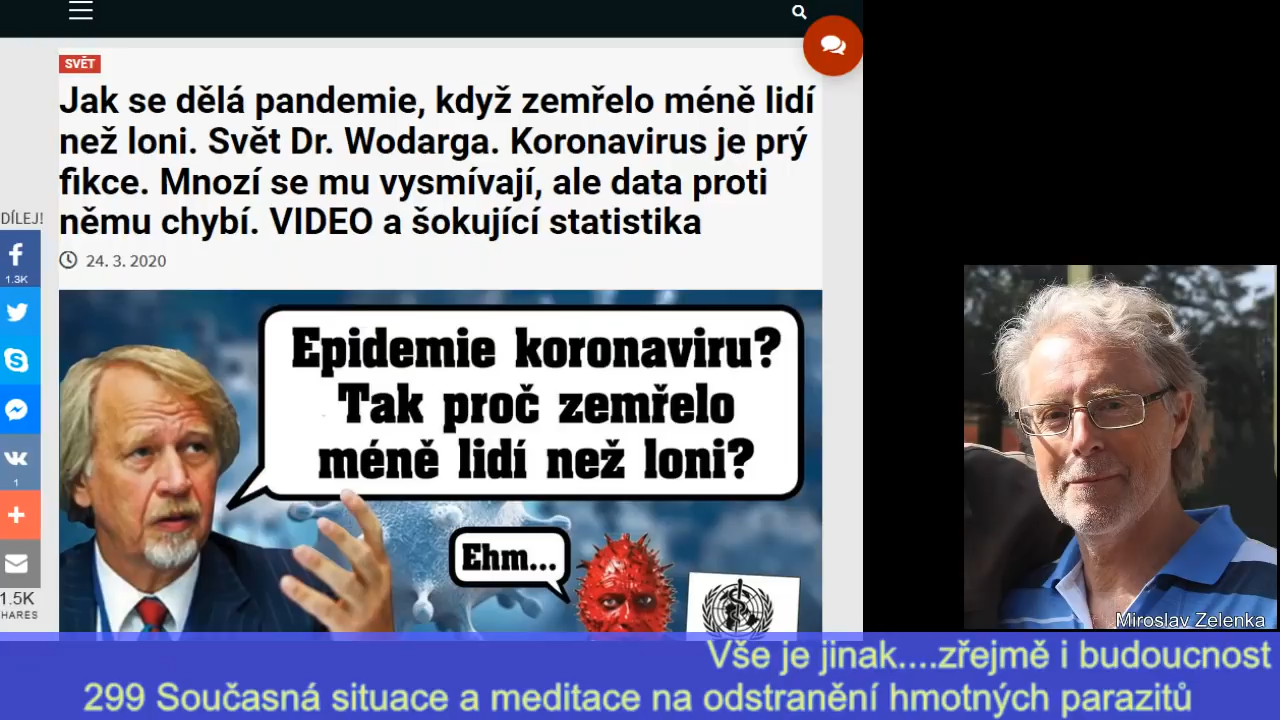 SVĚT
Jak se dělá pandemie, když zemřelo méně lidí
než loni. Svět Dr. Wodarga. Koronavirus je prý
fikce. Mnozí se mu vysmívají, ale data proti
němu chybí. VIDEO a šokující statistika
24. 3. 2020
DÍLEJ!
1.3K
1
1.5K
HARES
Epidemie koronaviru?
Tak proč zemřelo
méně lidí než loni?
Ehm...
Miroslav Zelenka
Vše je jinak....zřejmě i budoucnost
299 Současná situace a meditace na odstranění hmotných parazitů